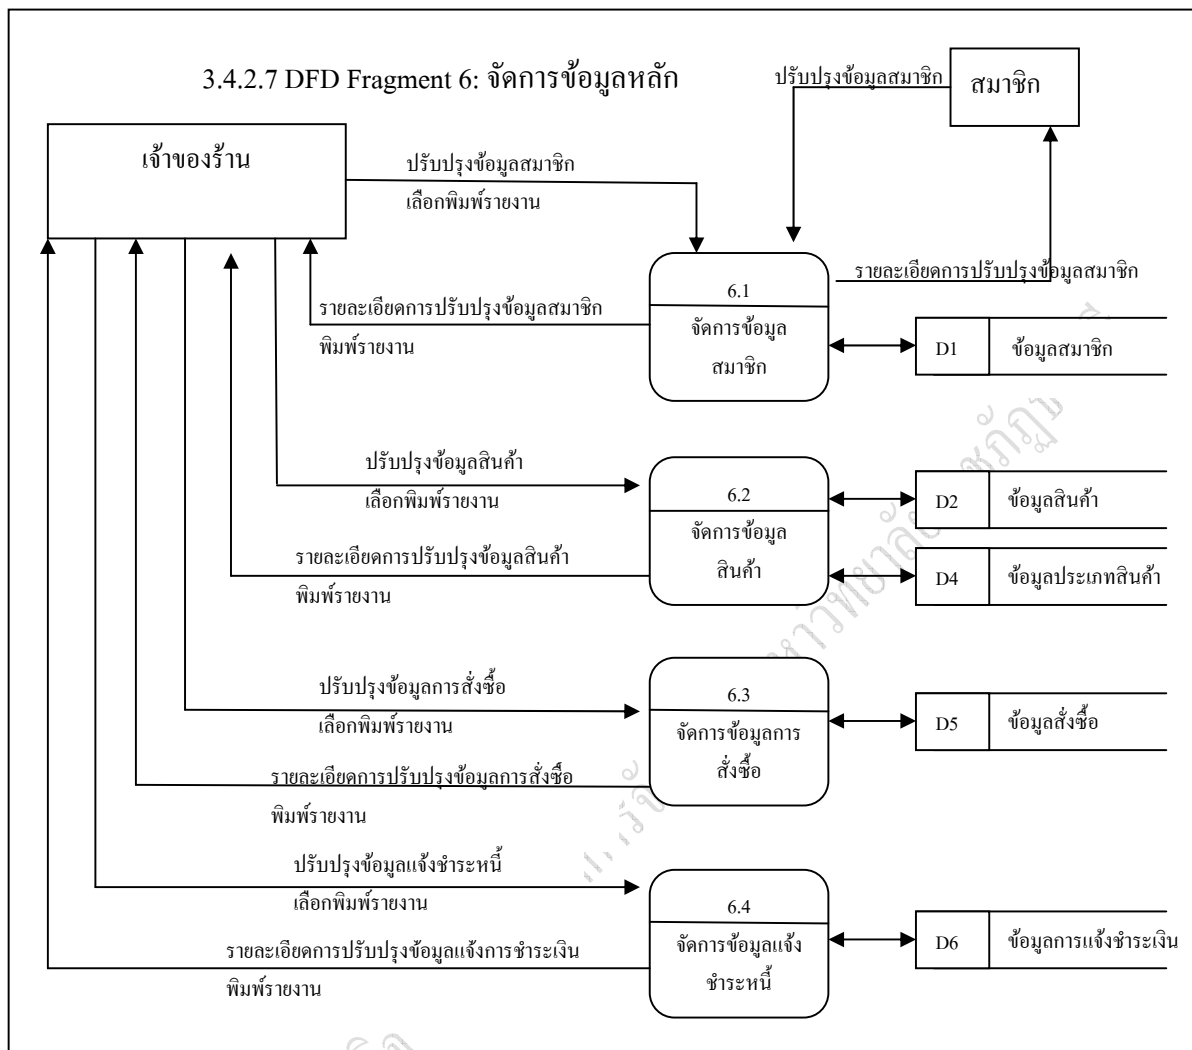 3.4.2.7 DFD Fragment 6: จัดการข้อมูลหลัก
ปรับปรุงข้อมูลสมาชิก
สมาชิก
เจ้าของร้าน
ปรับปรุงข้อมูลสมาชิก
เลือกพิมพ์รายงาน
รายละเอียดการปรับปรุงข้อมูลสมาชิก
6.1
รายละเอียดการปรับปรุงข้อมูลสมาชิก
พิมพ์รายงาน
จัดการข้อมูล
สมาชิก
D1
ข้อมูลสมาชิก
ปรับปรุงข้อมูลสินค้า
เลือกพิมพ์รายงาน
6.2
จัดการข้อมูล
สินค้า
D2
ข้อมูลสินค้า
รายละเอียดการปรับปรุงข้อมูลสินค้า
พิมพ์รายงาน
D4
ข้อมูลประเภทสินค้า
ปรับปรุงข้อมูลการสั่งซื้อ
เลือกพิมพ์รายงาน
6.3
จัดการข้อมูลการ
สั่งซื้อ
D5
ข้อมูลสั่งซื้อ
รายละเอียดการปรับปรุงข้อมูลการสั่งซื้อ
พิมพ์รายงาน
ปรับปรุงข้อมูลแจ้งชำระหนี้
เลือกพิมพ์รายงาน
6.4
จัดการข้อมูลแจ้ง
ชำระหนี้
D6
ข้อมูลการแจ้งชำระเงิน
รายละเอียดการปรับปรุงข้อมูลแจ้งการชำระเงิน
พิมพ์รายงาน